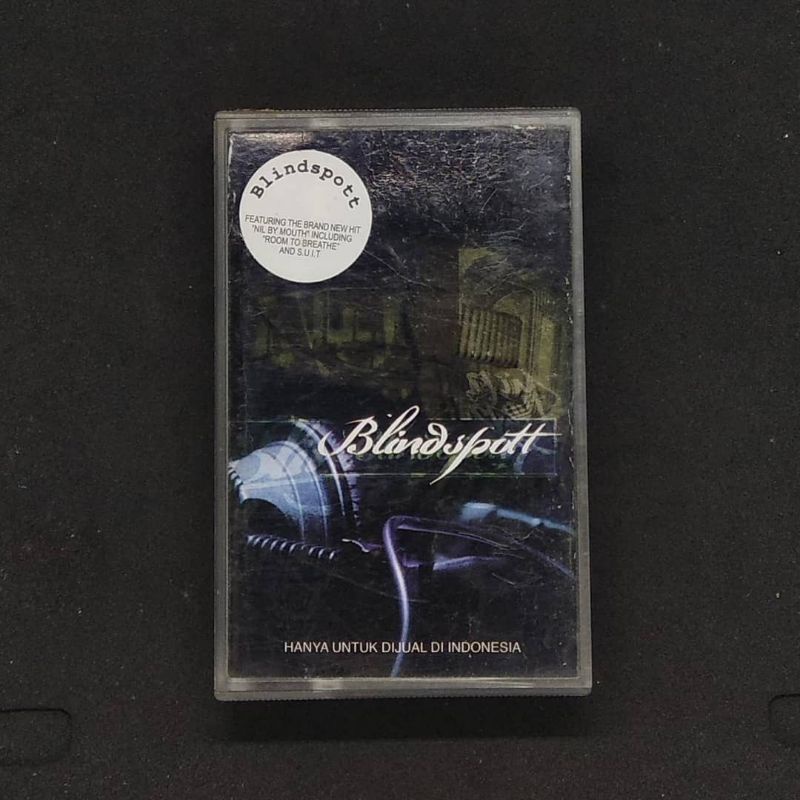 Blindspott
FEATURING THE BRAND NEW HIT
"NIL BY MOUTH" INCLUDING
"ROOM TO BREATHE"
AND S.U.I.T
Blindspott
HANYA UNTUK DIJUAL DI INDONESIA